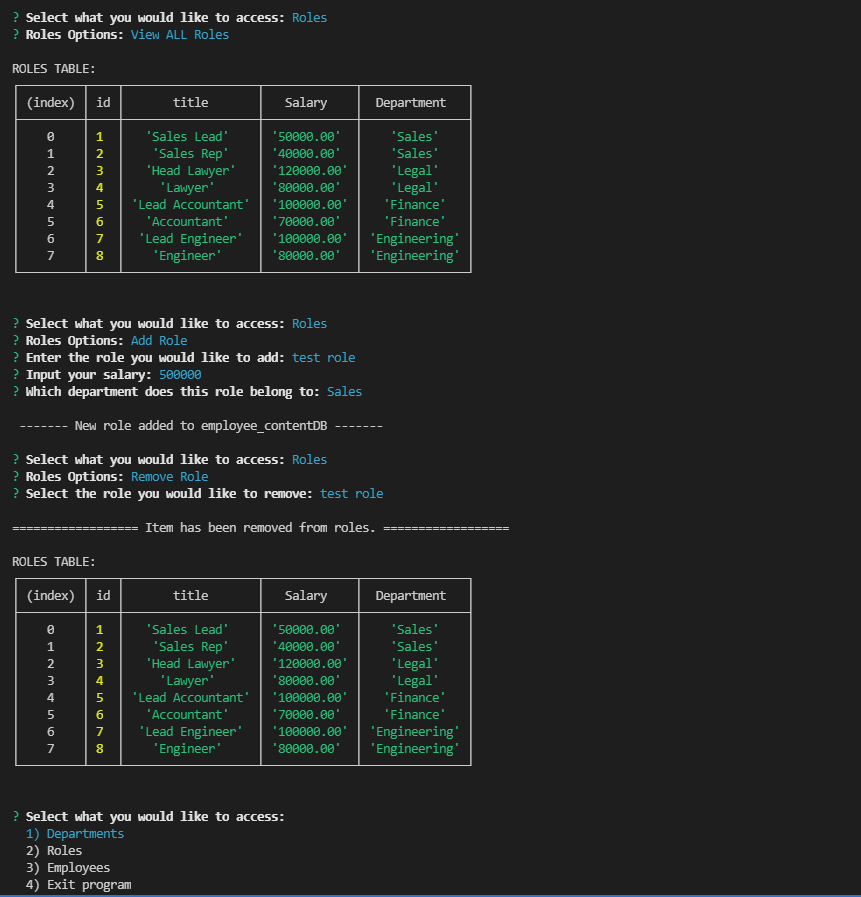 ? Select what you would like to access: Roles
? Roles Options: View ALL Roles
ROLES TABLE:
(index) id title Salary Department
0 1 'Sales Lead' '50000.00' 'Sales'
1 2 'Sales Rep' '40000.00' 'Sales'
2 3 'Head Lawyer' '120000.00' 'Legal'
3 4 'Lawyer' '80000.00' 'Legal'
4 5 'Lead Accountant' '100000.00' 'Finance'
5 6 'Accountant' '70000.00' 'Finance'
6 7 'Lead Engineer' '100000.00' 'Engineering'
7 8 'Engineer' '80000.00' 'Engineering'
? Select what you would like to access: Roles
? Roles Options: Add Role
? Enter the role you would like to add: test role
? Input your salary: 500000
? Which department does this role belong to: Sales
------- New role added to employee_contentDB -------
? Select what you would like to access: Roles
? Roles Options: Remove Role
? Select the role you would like to remove: test role
================== Item has been removed from roles. ==================
ROLES TABLE:
(index) id title Salary Department
0 1 'Sales Lead' '50000.00' 'Sales'
1 2 'Sales Rep' '40000.00' 'Sales'
2 3 'Head Lawyer' '120000.00' 'Legal'
3 4 'Lawyer' '80000.00' 'Legal'
4 5 'Lead Accountant' '100000.00' 'Finance'
5 6 'Accountant' '70000.00' 'Finance'
6 7 'Lead Engineer' '100000.00' 'Engineering'
7 8 'Engineer' '80000.00' 'Engineering'
? Select what you would like to access:
1) Departments
2) Roles
3) Employees
4) Exit program